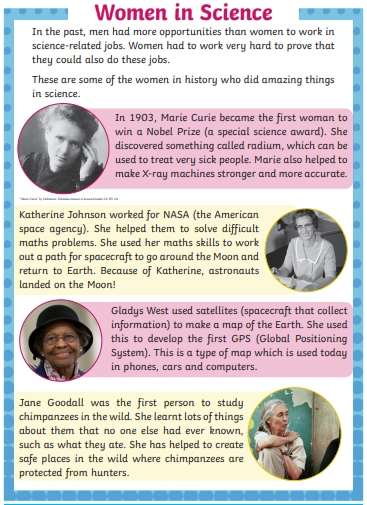 Women in Science
In the past, men had more opportunities than women to work in
science-related jobs. Women had to work very hard to prove that
they could also do these jobs.
These are some of the women in history who did amazing things
in science.
In 1903, Marie Curie became the first woman to
win a Nobel Prize (a special science award). She
discovered something called radium, which can be
used to treat very sick people. Marie also helped to
make X-ray machines stronger and more accurate.
Katherine Johnson worked for NASA (the American
space agency). She helped them to solve difficult
maths problems. She used her maths skills to work
out a path for spacecraft to go around the Moon and
return to Earth. Because of Katherine, astronauts
landed on the Moon!
Gladys West used satellites (spacecraft that collect
information) to make a map of the Earth. She used
this to develop the first GPS (Global Positioning
System). This is a type of map which is used today
in phones, cars and computers.
Jane Goodall was the first person to study
chimpanzees in the wild. She learnt lots of things
about them that no one else had ever known,
such as what they ate. She has helped to create
safe places in the wild where chimpanzees are
protected from hunters.